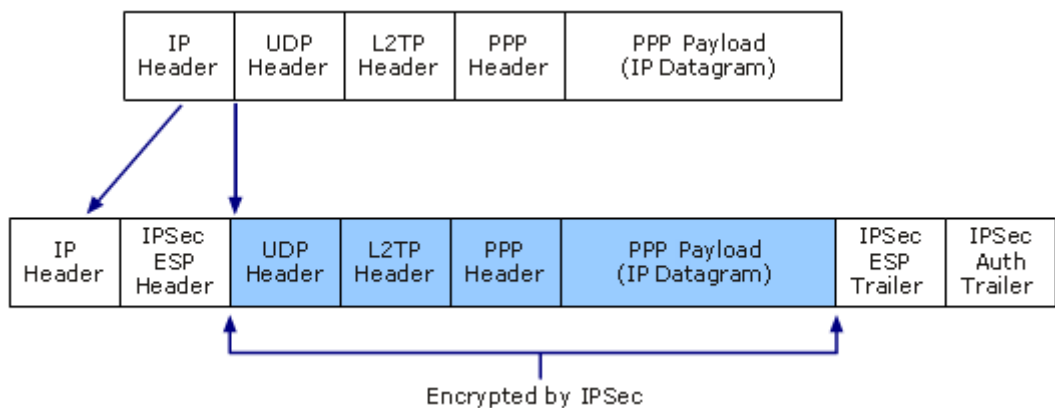 IP
Header
UDP
Header
L2TP
Header
PPP
Header
PPP Payload
(IP Datagram)
IP
Header
IPSec
ESP
Header
UDP
Header
L2TP
Header
PPP
Header
PPP Payload
(IP Datagram)
IPSec
ESP
Trailer
IPSec
Auth
Trailer
Encrypted by IPSec